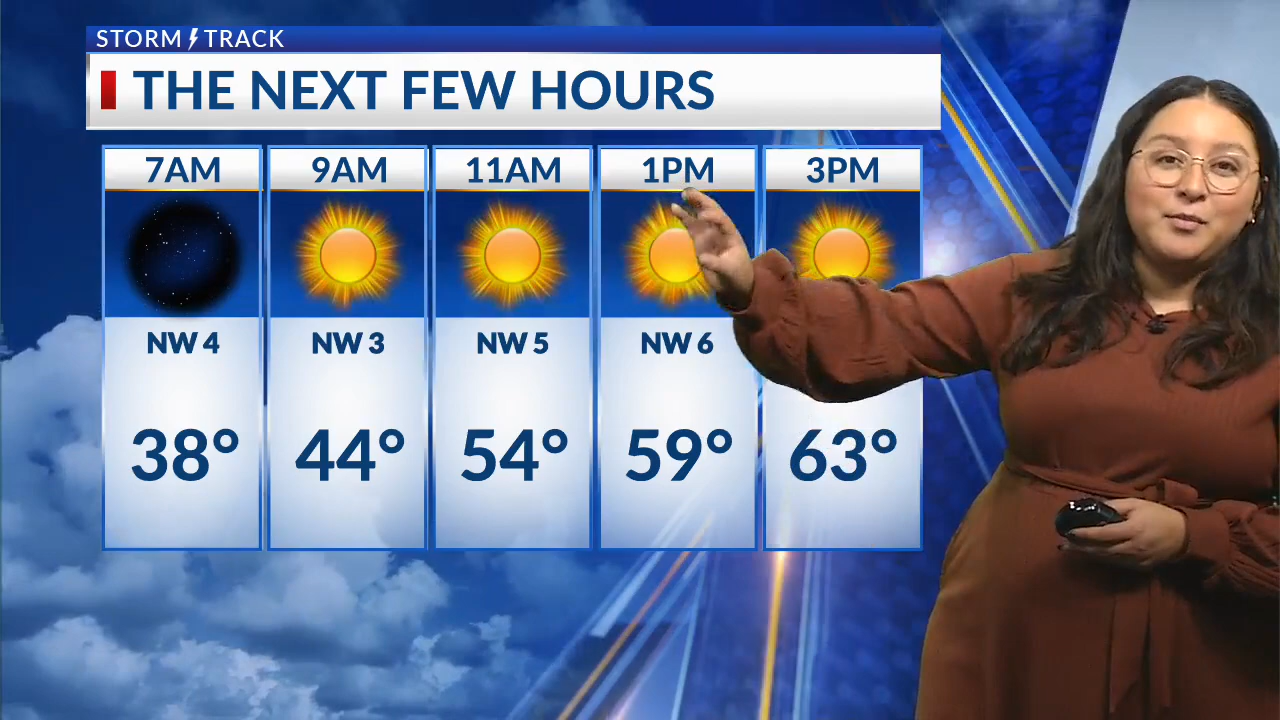 STORM TRACK
THE NEXT FEW HOURS
7AM 9AM 11AM 1PM 3PM
NW 4 NW 3 NW 5 NW 6
38° 44° 54° 59° 63°